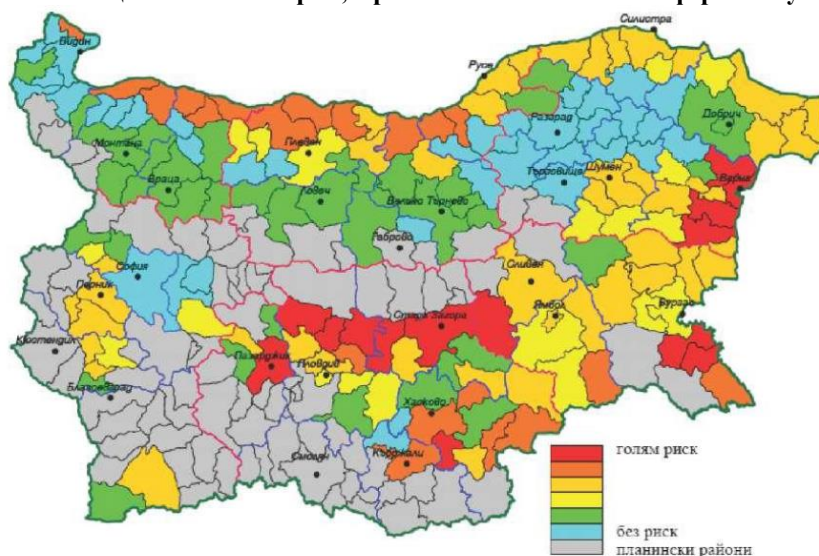 Силистра
Видин
Русе
Разград
Добрич
Монтана
Плевен
Търговище
Шумен
Варна
Враца
Ловеч
Велико Търново
Габрово
София
Сливен
Перник
Ямбол
Бургас
Стара Загора
Кюстендил
Пазарджик
Пловдив
Благоевград
Хасково
Смолян
Кърджали
голям риск
без риск
планински райони